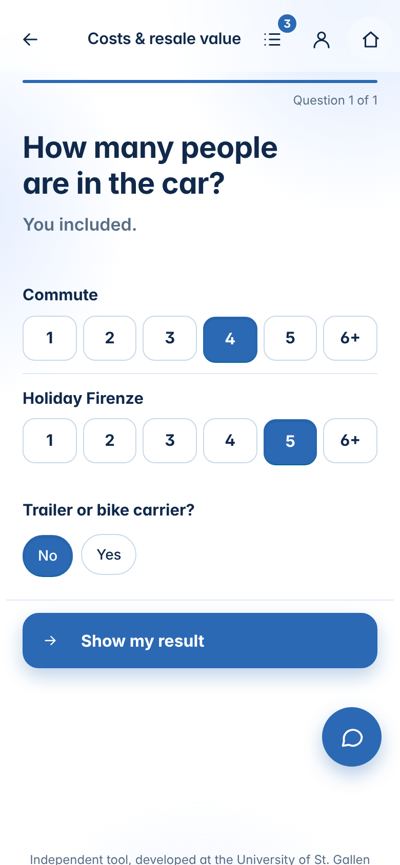 3
Costs & resale value
Question 1 of 1
How many people
are in the car?
You included.
Commute
1 2 3 4 5 6+
Holiday Firenze
1 2 3 4 5 6+
Trailer or bike carrier?
No Yes
Show my result
Independent tool, developed at the University of St. Gallen